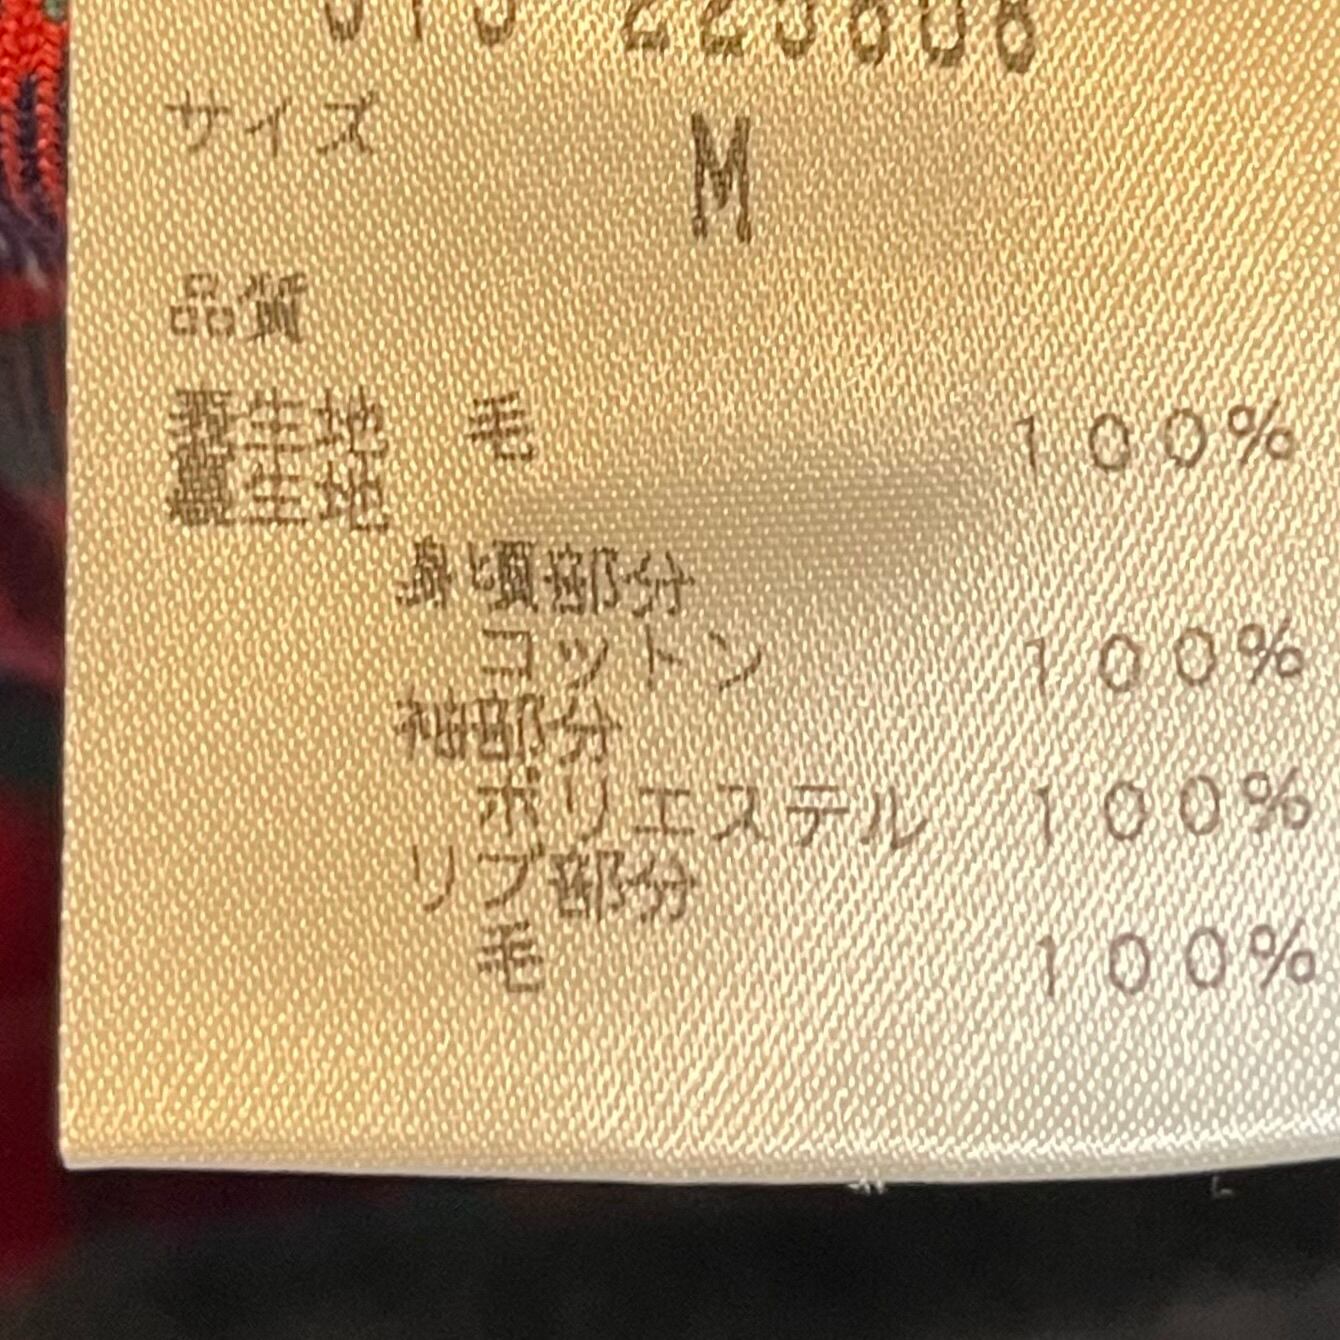 サイズ M
品質
表生地 毛 100%
裏生地
身頃部分
コットン 100%
袖部分
ポリエステル 100%
リブ部分
毛 100%